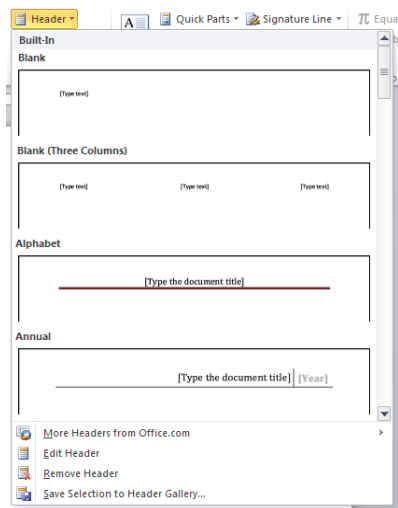 Header A Quick Parts Signature Line π Equa
Built-In
Blank
[Type text]
Blank (Three Columns)
[Type text] [Type text] [Type text]
Alphabet
[Type the document title]
Annual
[Type the document title] [Year]
More Headers from Office.com
Edit Header
Remove Header
Save Selection to Header Gallery...